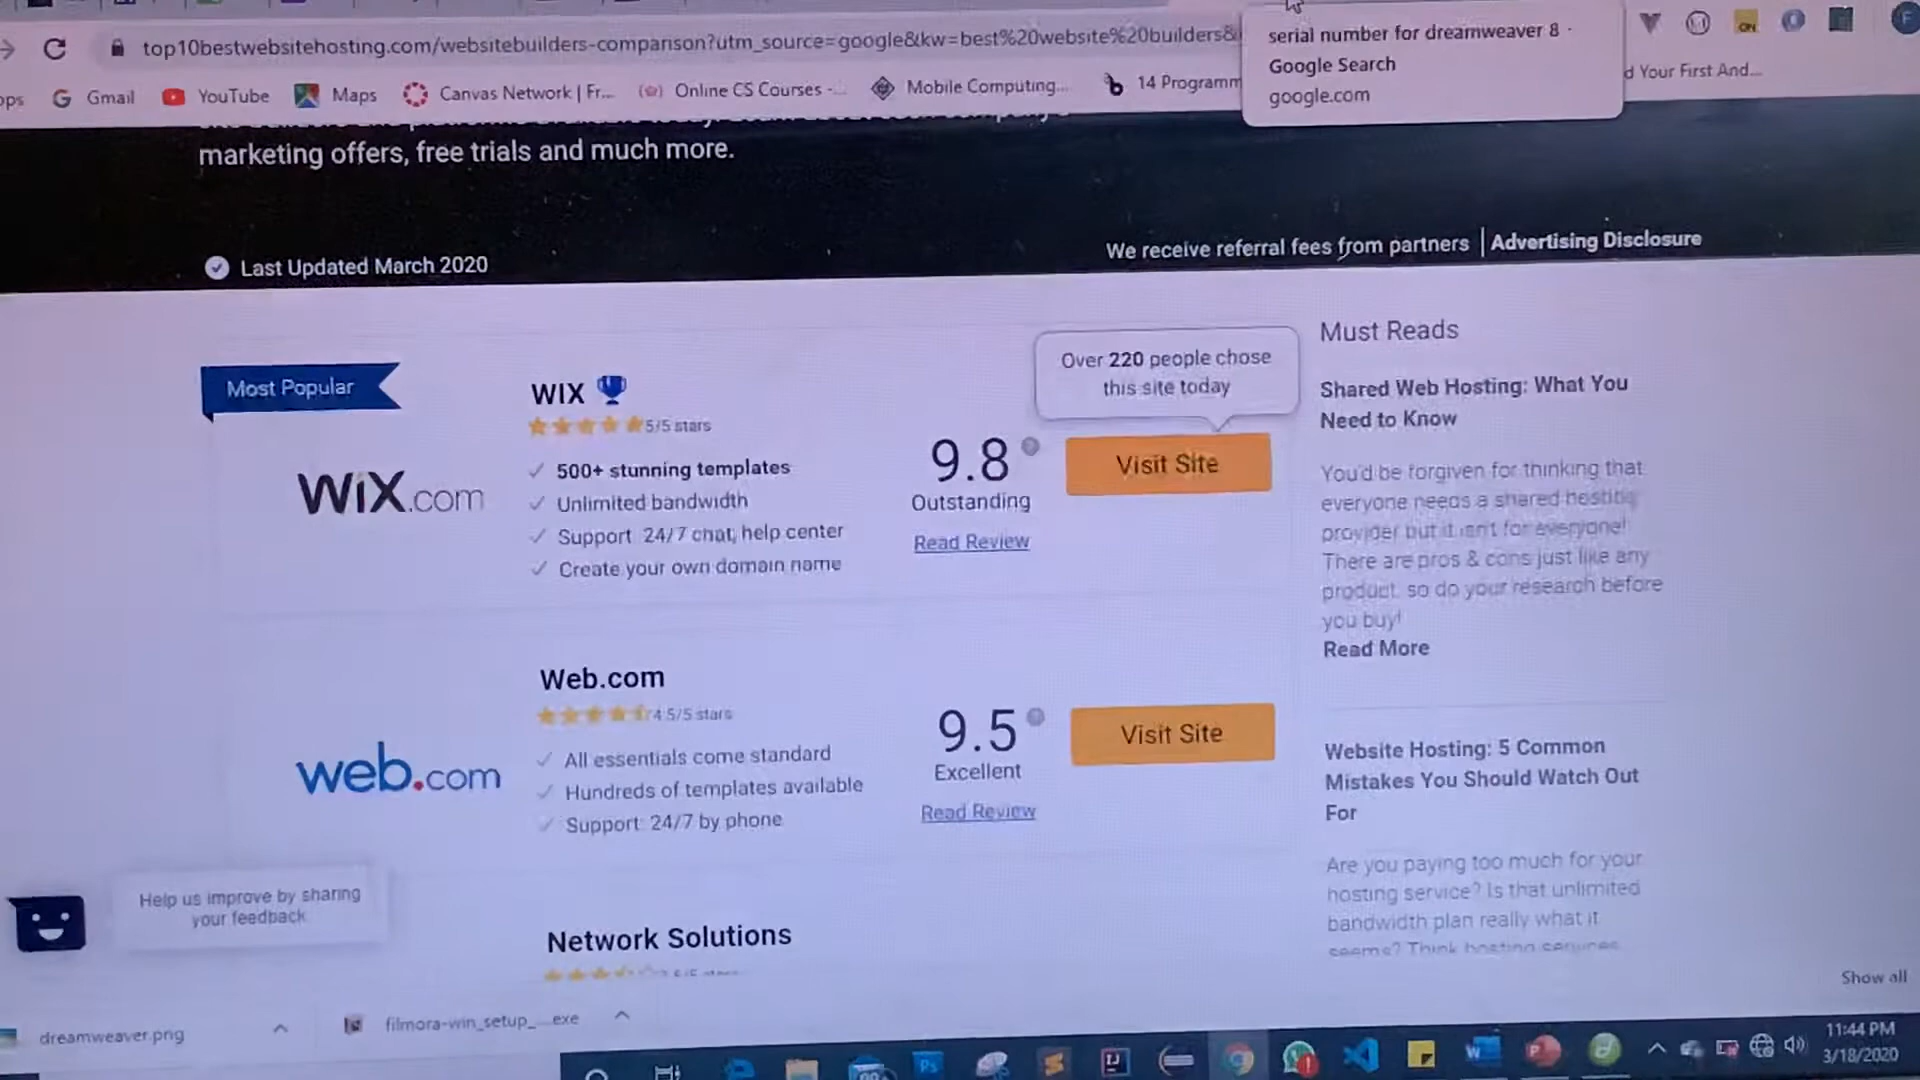 top10bestwebsitehosting.com/websitebuilders-comparison?utm_source=google&kw=best%20website%20builders&
serial number for dreamweaver 8 ·
Google Search
google.com
Gmail
YouTube
Maps
Canvas Network | Fr...
Online CS Courses -...
Mobile Computing...
14 Programm
d Your First And...
marketing offers, free trials and much more.
Last Updated March 2020
We receive referral fees from partners | Advertising Disclosure
Most Popular
WiX.com
WIX
5/5 stars
500+ stunning templates
Unlimited bandwidth
Support 24/7 chat, help center
Create your own domain name
9.8
Outstanding
Read Review
Over 220 people chose
this site today
Visit Site
web.com
Web.com
4.5/5 stars
All essentials come standard
Hundreds of templates available
Support: 24/7 by phone
9.5
Excellent
Read Review
Visit Site
Network Solutions
Must Reads
Shared Web Hosting: What You
Need to Know
You'd be forgiven for thinking that
everyone needs a shared hosting
provider but it isn't for everyone!
There are pros & cons just like any
product, so do your research before
you buy!
Read More
Website Hosting: 5 Common
Mistakes You Should Watch Out
For
Are you paying too much for your
hosting service? Is that unlimited
bandwidth plan really what it
seems? Think hosting services
Help us improve by sharing
your feedback
Show all
dreamweaver.png
filmora-win_setup_....exe
11:44 PM
3/18/2020